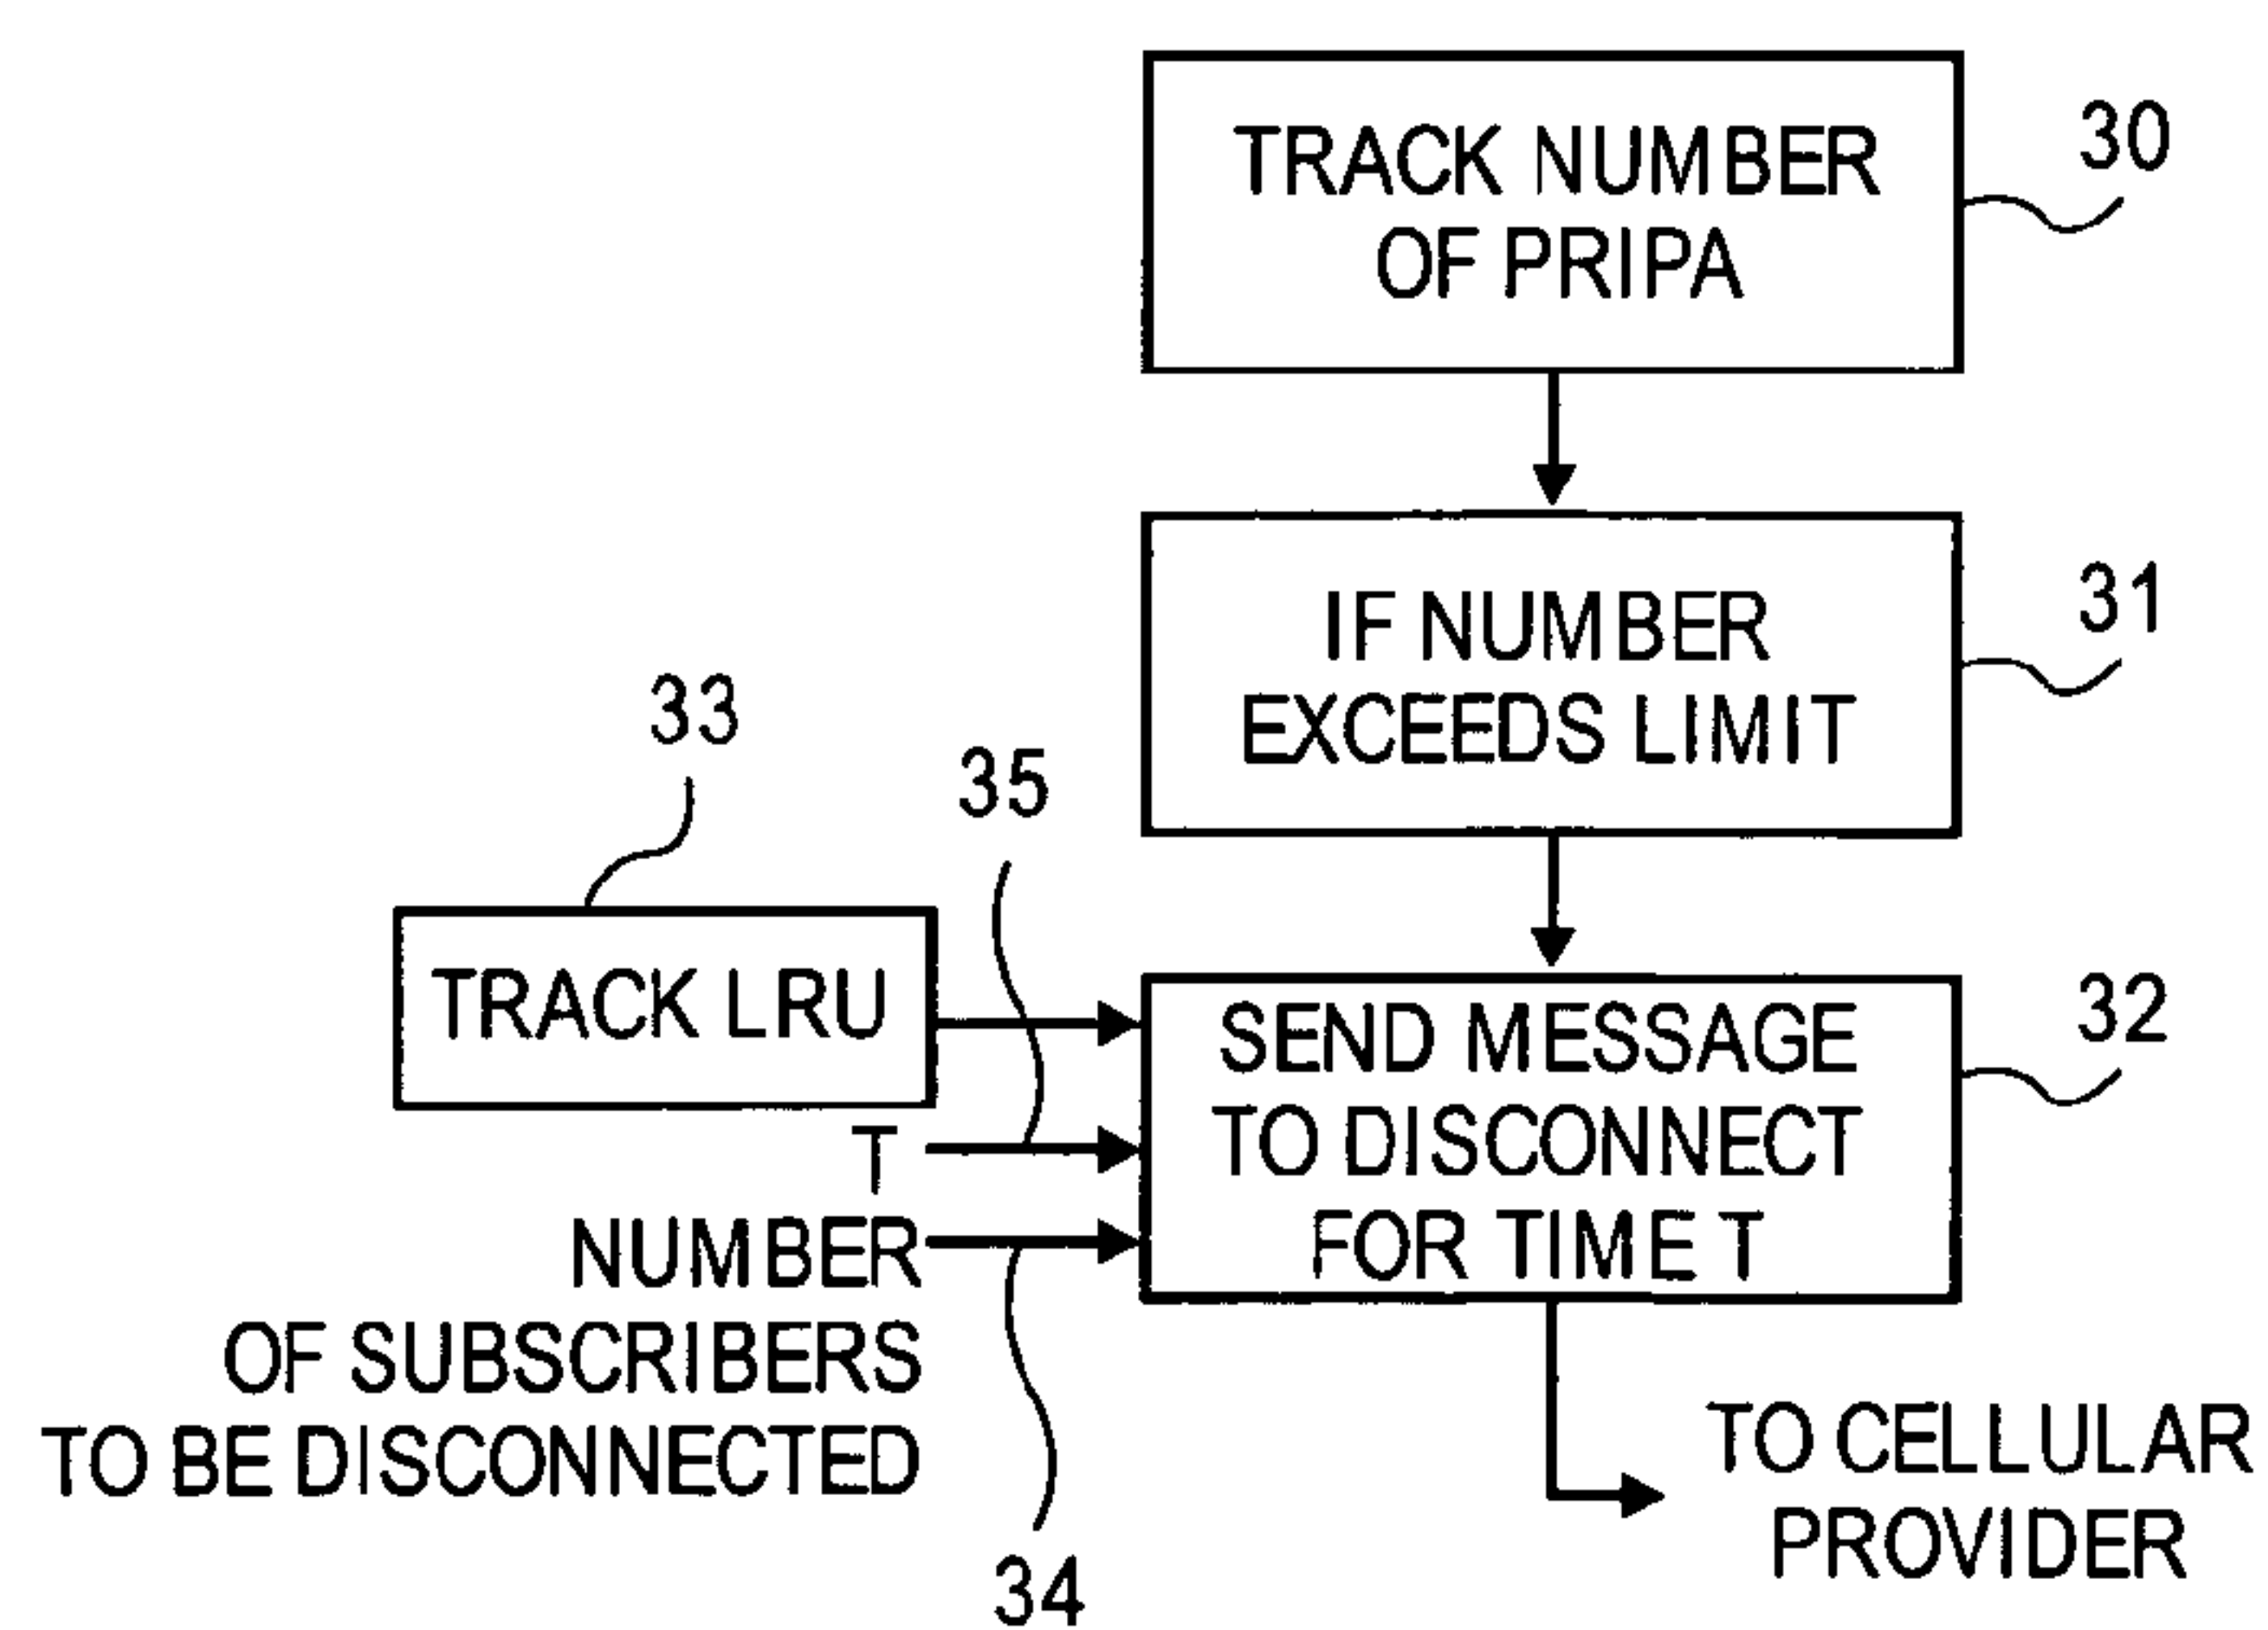 TRACK NUMBER
OF PRIPA
30
IF NUMBER
EXCEEDS LIMIT
31
33
35
TRACK LRU
SEND MESSAGE
TO DISCONNECT
FOR TIME T
32
T
NUMBER
OF SUBSCRIBERS
TO BE DISCONNECTED
34
TO CELLULAR
PROVIDER